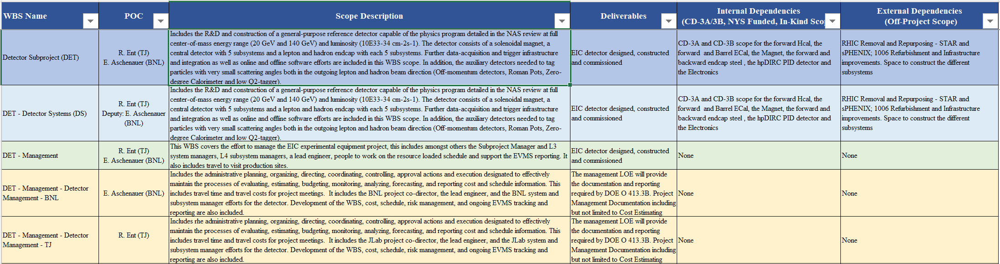 WBS Name
POC
Scope Description
Deliverables
Internal Dependencies
(CD-3A/3B, NYS Funded, In-Kind Scop
External Dependencies
(Off-Project Scope)
Detector Subproject (DET)
R. Ent (TJ)
E. Aschenauer (BNL)
Includes the R&D and construction of a general-purpose reference detector capable of the physics program detailed in the NAS review at full
center-of-mass energy range (20 GeV and 140 GeV) and luminosity (10E33-34 cm-2s-1). The detector consists of a solenoidal magnet, a
central detector with 5 subsystems and a lepton and hadron endcap with each 5 subsystems. Further data-acquisition and trigger infrastructure
and integration as well as online and offline software efforts are included in this WBS scope. In addition, the auxiliary detectors needed to tag
particles with very small scattering angles both in the outgoing lepton and hadron beam direction (Off-momentum detectors, Roman Pots, Zero-
degree Calorimeter and low Q2-tagger).
EIC detector designed, constructed
and commissioned
CD-3A and CD-3B scope for the forward Hcal, the
forward  and Barrel ECal, the Magnet, the forward and
backward endcap steel , the hpDIRC PID detector and
the Electronics
RHIC Removal and Repurposing - STAR and
sPHENIX; 1006 Refurbishment and Infrastructure
improvements. Space to construct the different
subsystems
DET - Detector Systems (DS)
R. Ent (TJ)
Deputy: E. Aschenauer
(BNL)
Includes the R&D and construction of a general-purpose reference detector capable of the physics program detailed in the NAS review at full
center-of-mass energy range (20 GeV and 140 GeV) and luminosity (10E33-34 cm-2s-1). The detector consists of a solenoidal magnet, a
central detector with 5 subsystems and a lepton and hadron endcap with each 5 subsystems. Further data-acquisition and trigger infrastructure
and integration as well as online and offline software efforts are included in this WBS scope. In addition, the auxiliary detectors needed to tag
particles with very small scattering angles both in the outgoing lepton and hadron beam direction (Off-momentum detectors, Roman Pots, Zero-
degree Calorimeter and low Q2-tagger).
EIC detector designed, constructed
and commissioned
CD-3A and CD-3B scope for the forward Hcal, the
forward  and Barrel ECal, the Magnet, the forward and
backward endcap steel , the hpDIRC PID detector and
the Electronics
RHIC Removal and Repurposing - STAR and
sPHENIX; 1006 Refurbishment and Infrastructure
improvements. Space to construct the different
subsystems
DET - Management
R. Ent (TJ)
E. Aschenauer (BNL)
This WBS covers the effort to manage the EIC experimental equipment project, this includes amongst others the Subproject Manager and L3
system managers, L4 subsystem managers, a lead engineer, people to work on the resource loaded schedule and support the EVMS reporting. It
also includes travel to visit production sites.
EIC detector designed, constructed
and commissioned
None
None
DET - Management - Detector
Management - BNL
E. Aschenauer (BNL)
Includes the administrative planning, organizing, directing, coordinating, controlling, approval actions and execution designated to effectively
maintain the processes of evaluating, estimating, budgeting, monitoring, analyzing, forecasting, and reporting cost and schedule information. This
includes travel time and travel costs for project meetings.  It includes the BNL project co-director, the lead engineer, and the BNL system and
subsystem manager efforts for the detector. Development of the WBS, cost, schedule, risk management, and ongoing EVMS tracking and
reporting are also included.
The management LOE will provide
the documentation and reporting
required by DOE O 413.3B. Project
Management Documentation including
but not limited to Cost Estimating
None
None
DET - Management - Detector
Management - TJ
R. Ent (TJ)
Includes rhe administrative planning, organizing, directing, coordinating, controlling, approval actions and execution designated to effectively
maintain the processes of evaluating, estimating, budgeting, monitoring, analyzing, forecasting, and reporting cost and schedule information. This
includes travel time and travel costs for project meetings.  It includes the JLab project co-director, the lead engineer, and the JLab system and
subsystem manager efforts for the detector. Development of the WBS, cost, schedule, risk management, and ongoing EVMS tracking and
reporting are also included.
The management LOE will provide
the documentation and reporting
required by DOE O 413.3B. Project
Management Documentation including
but not limited to Cost Estimating
None
None